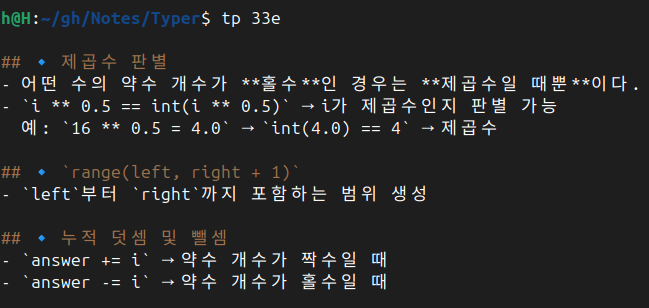 h@H:~/gh/Notes/Typer$ tp 33e
## 🔹 제곱수 판별
- 어떤 수의 약수 개수가 **홀수**인 경우는 **제곱수일 때뿐**이다.
- `i ** 0.5 == int(i ** 0.5)` → i가 제곱수인지 판별 가능
예: `16 ** 0.5 = 4.0` → `int(4.0) == 4` → 제곱수
## 🔹 `range(left, right + 1)`
- `left`부터 `right`까지 포함하는 범위 생성
## 🔹 누적 덧셈 및 뺄셈
- `answer += i` → 약수 개수가 짝수일 때
- `answer -= i` → 약수 개수가 홀수일 때